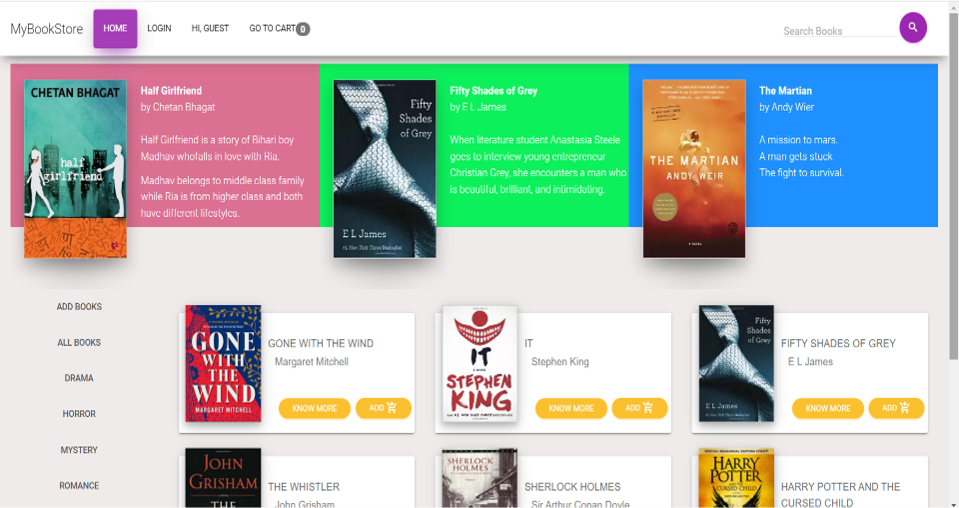 MyBookStore
HOME
LOGIN
HI, GUEST
GO TO CART 0
Search Books
CHETAN BHAGAT
half
girlfriend
Half Girlfriend
by Chetan Bhagat
Half Girlfriend is a story of Bihari boy
Madhav whofalls in love with Ria.
Madhav belongs to middle class family
while Ria is from higher class and both
have different lifestyles.
Fifty
Shades
of Grey
E L James
#1 New York Times Bestseller
Fifty Shades of Grey
by E l James
When literature student Anastasia Steele
goes to interview young entrepreneur
Christian Grey, she encounters a man who
is beautiful, brilliant, and intimidating.
THE MARTIAN
ANDY WEIR
A NOVEL
The Martian
by Andy Wier
A mission to mars.
A man gets stuck
The fight to survival.
ADD BOOKS
ALL BOOKS
DRAMA
HORROR
MYSTERY
ROMANCE
GONE
WITH
THE
WIND
MARGARET MITCHELL
GONE WITH THE WIND
Margaret Mitchell
KNOW MORE
ADD
IT
STEPHEN
KING
IT
Stephen King
KNOW MORE
ADD
Fifty
Shades
of Grey
E L James
FIFTY SHADES OF GREY
E L James
KNOW MORE
ADD
JOHN
GRISHAM
THE
THE WHISTLER
John Grisham
SHERLOCK
HOLMES
SHERLOCK HOLMES
Sir Arthur Conan Doyle
HARRY
POTTER
AND THE
CURSED CHILD
HARRY POTTER AND THE
CURSED CHILD